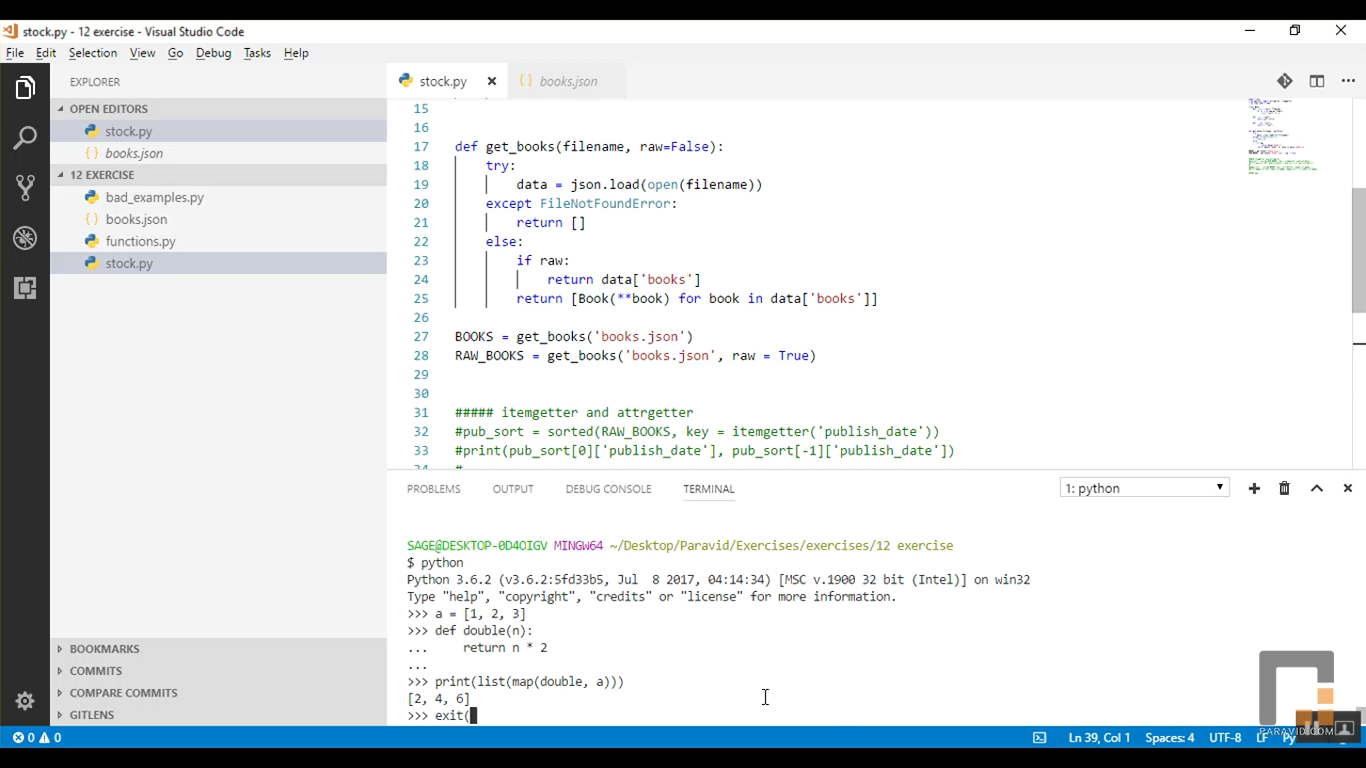 stock.py - 12 exercise - Visual Studio Code
File Edit Selection View Go Debug Tasks Help
EXPLORER
OPEN EDITORS
stock.py
books.json
12 EXERCISE
bad_examples.py
books.json
functions.py
stock.py
BOOKMARKS
COMMITS
COMPARE COMMITS
GITLENS
stock.py books.json
15
16
17 def get_books(filename, raw=False):
18 try:
19 data = json.load(open(filename))
20 except FileNotFoundError:
21 return []
22 else:
23 if raw:
24 return data['books']
25 return [Book(**book) for book in data['books']]
26
27 BOOKS = get_books('books.json')
28 RAW_BOOKS = get_books('books.json', raw = True)
29
30
31 ##### itemgetter and attrgetter
32 #pub_sort = sorted(RAW_BOOKS, key = itemgetter('publish_date'))
33 #print(pub_sort[0]['publish_date'], pub_sort[-1]['publish_date'])
34 #
PROBLEMS OUTPUT DEBUG CONSOLE TERMINAL 1: python
SAGE@DESKTOP-0D4OIGV MINGW64 ~/Desktop/Paravid/Exercises/exercises/12 exercise
$ python
Python 3.6.2 (v3.6.2:5fd33b5, Jul  8 2017, 04:14:34) [MSC v.1900 32 bit (Intel)] on win32
Type "help", "copyright", "credits" or "license" for more information.
>>> a = [1, 2, 3]
>>> def double(n):
...     return n * 2
...
>>> print(list(map(double, a)))
[2, 4, 6]
>>> exit(
PARAVID.COM
0 0 Ln 39, Col 1 Spaces: 4 UTF-8 LF